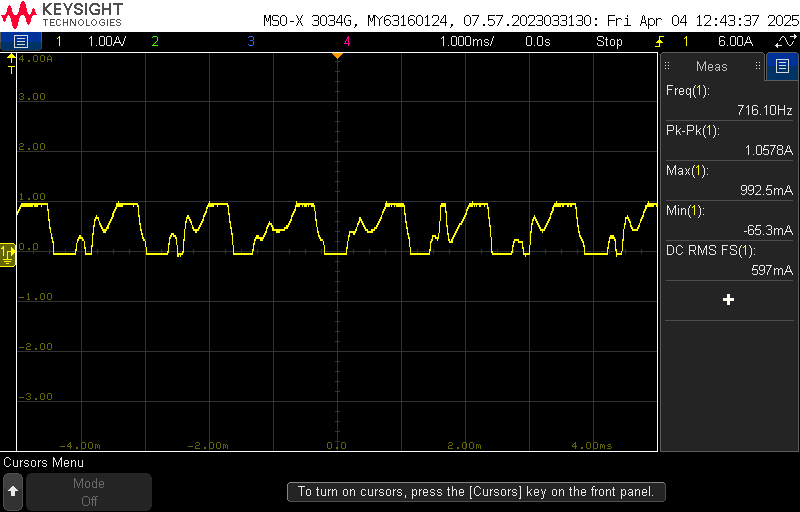 KEYSIGHT
TECHNOLOGIES
MSO-X 3034G, MY63160124, 07.57.2023033130: Fri Apr 04 12:43:37 2025
1 1.00A/ 2 3 4 1.000ms/ 0.0s Stop 1 6.00A
T
4.00A
3.00
2.00
1.00
0.0
-1.00
-2.00
-3.00
1
-4.00m -2.00m 0.0 2.00m 4.00ms
Meas
Freq(1):
716.10Hz
Pk-Pk(1):
1.0578A
Max(1):
992.5mA
Min(1):
-65.3mA
DC RMS FS(1):
597mA
+
Cursors Menu
Mode
Off
To turn on cursors, press the [Cursors] key on the front panel.